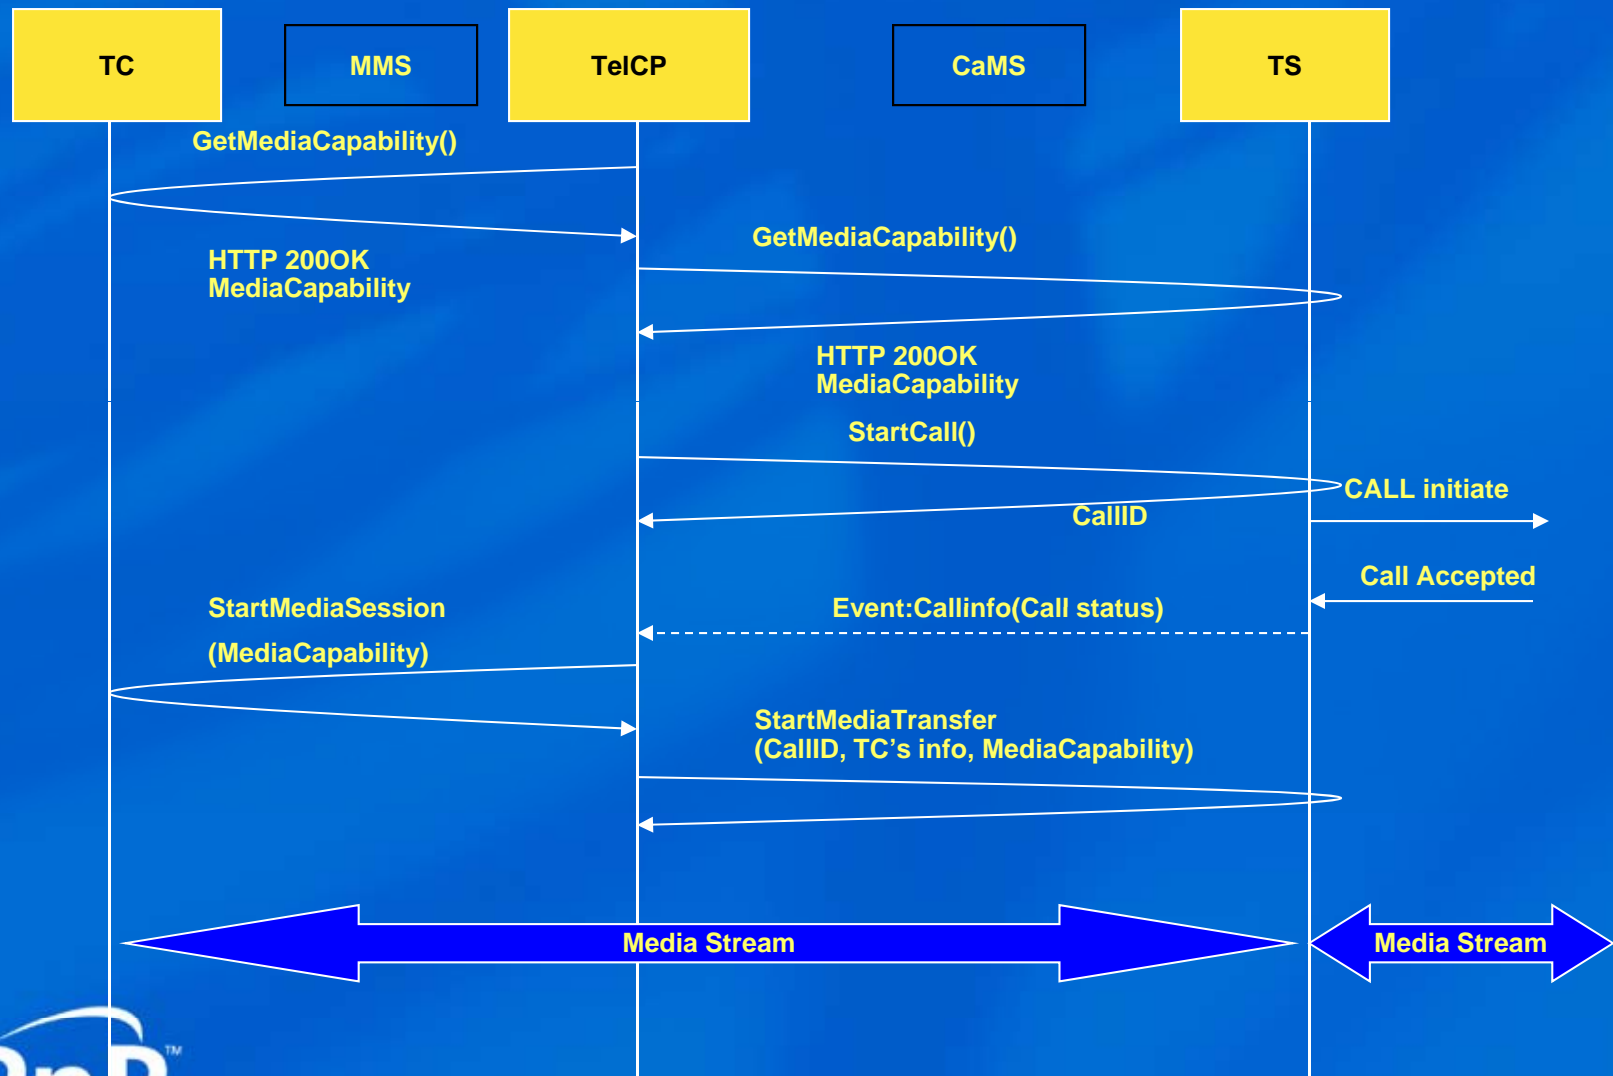 TC
MMS
TelCP
CaMS
TS
GetMediaCapability()
HTTP 200OK
MediaCapability
GetMediaCapability()
HTTP 200OK
MediaCapability
StartCall()
CALL initiate
CallID
Call Accepted
StartMediaSession
(MediaCapability)
Event:Callinfo(Call status)
StartMediaTransfer
(CallID, TC’s info, MediaCapability)
Media Stream
Media Stream
TM